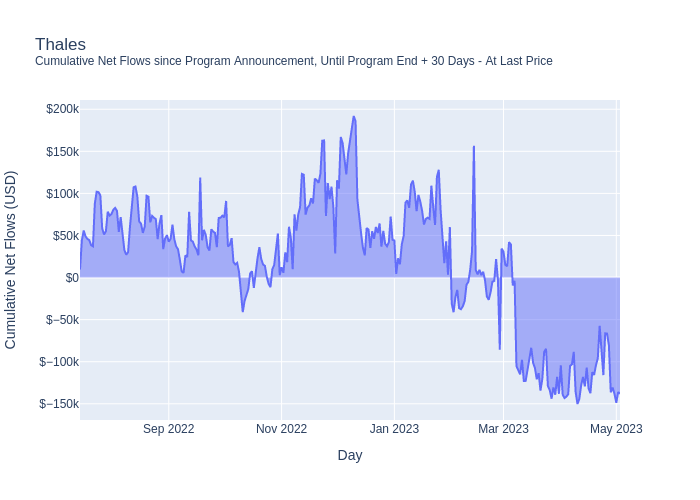 Thales
Cumulative Net Flows since Program Announcement, Until Program End + 30 Days - At Last Price
Cumulative Net Flows (USD)
$200k
$150k
$100k
$50k
$0
$−50k
$−100k
$−150k
Sep 2022
Nov 2022
Jan 2023
Mar 2023
May 2023
Day